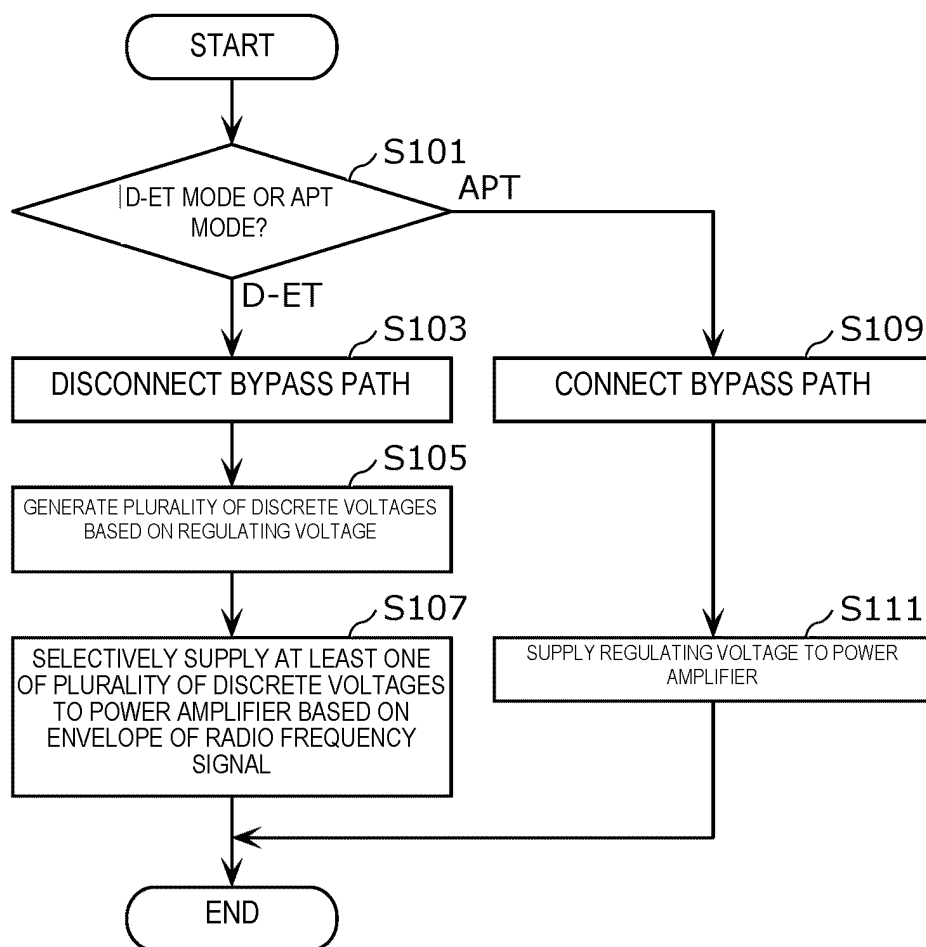 START
S101
D-ET MODE OR APT
MODE?
APT
D-ET
S103
DISCONNECT BYPASS PATH
S109
CONNECT BYPASS PATH
S105
GENERATE PLURALITY OF DISCRETE VOLTAGES
BASED ON REGULATING VOLTAGE
S107
SELECTIVELY SUPPLY AT LEAST ONE
OF PLURALITY OF DISCRETE VOLTAGES
TO POWER AMPLIFIER BASED ON
ENVELOPE OF RADIO FREQUENCY
SIGNAL
S111
SUPPLY REGULATING VOLTAGE TO POWER
AMPLIFIER
END